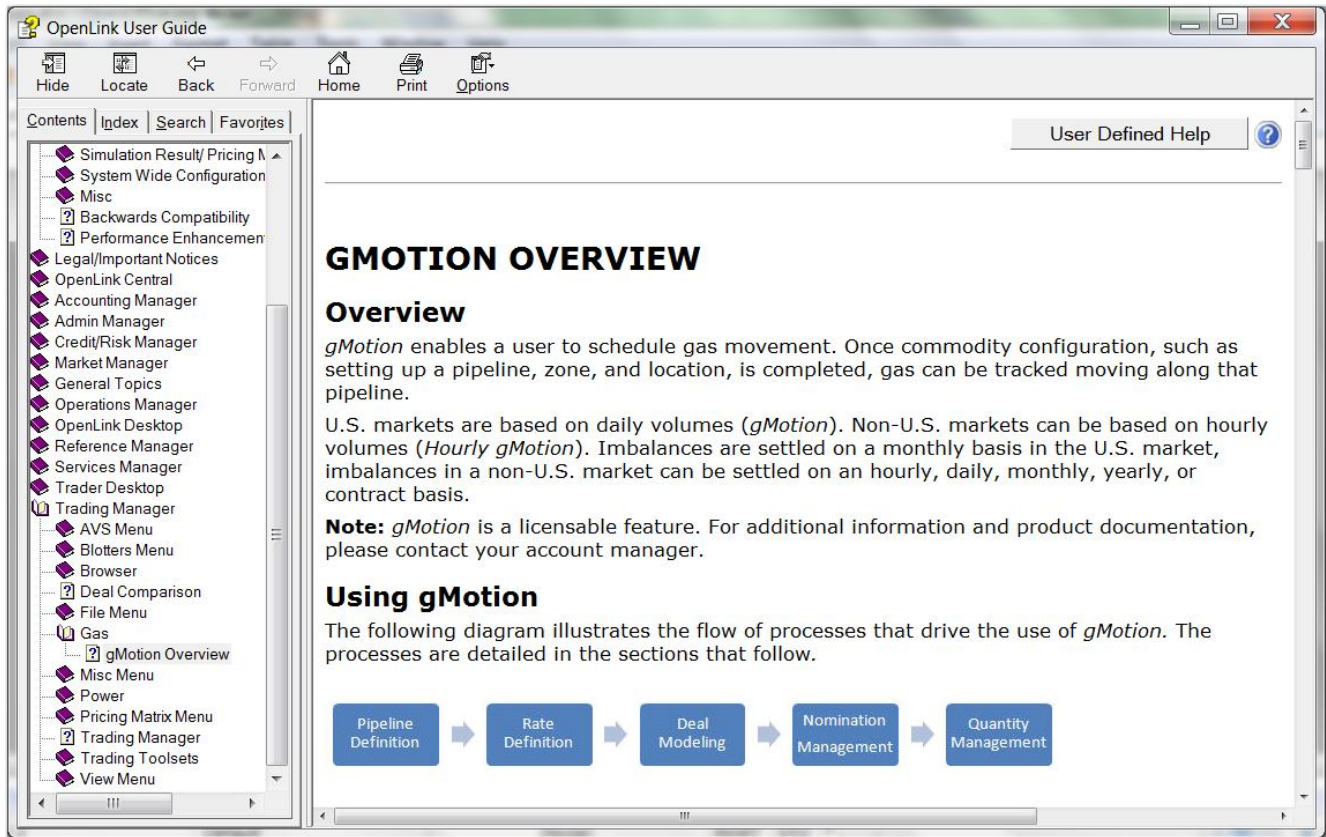 OpenLink User Guide
Hide Locate Back Forward Home Print Options
Contents Index Search Favorites
Simulation Result/ Pricing M
System Wide Configuration
Misc
Backwards Compatibility
Performance Enhancemen
Legal/Important Notices
OpenLink Central
Accounting Manager
Admin Manager
Credit/Risk Manager
Market Manager
General Topics
Operations Manager
OpenLink Desktop
Reference Manager
Services Manager
Trader Desktop
Trading Manager
AVS Menu
Blotters Menu
Browser
Deal Comparison
File Menu
Gas
gMotion Overview
Misc Menu
Power
Pricing Matrix Menu
Trading Manager
Trading Toolsets
View Menu
User Defined Help
GMOTION OVERVIEW
Overview
gMotion enables a user to schedule gas movement. Once commodity configuration, such as
setting up a pipeline, zone, and location, is completed, gas can be tracked moving along that
pipeline.
U.S. markets are based on daily volumes (gMotion). Non-U.S. markets can be based on hourly
volumes (Hourly gMotion). Imbalances are settled on a monthly basis in the U.S. market,
imbalances in a non-U.S. market can be settled on an hourly, daily, monthly, yearly, or
contract basis.
Note: gMotion is a licensable feature. For additional information and product documentation,
please contact your account manager.
Using gMotion
The following diagram illustrates the flow of processes that drive the use of gMotion. The
processes are detailed in the sections that follow.
Pipeline
Definition
Rate
Definition
Deal
Modeling
Nomination
Management
Quantity
Management